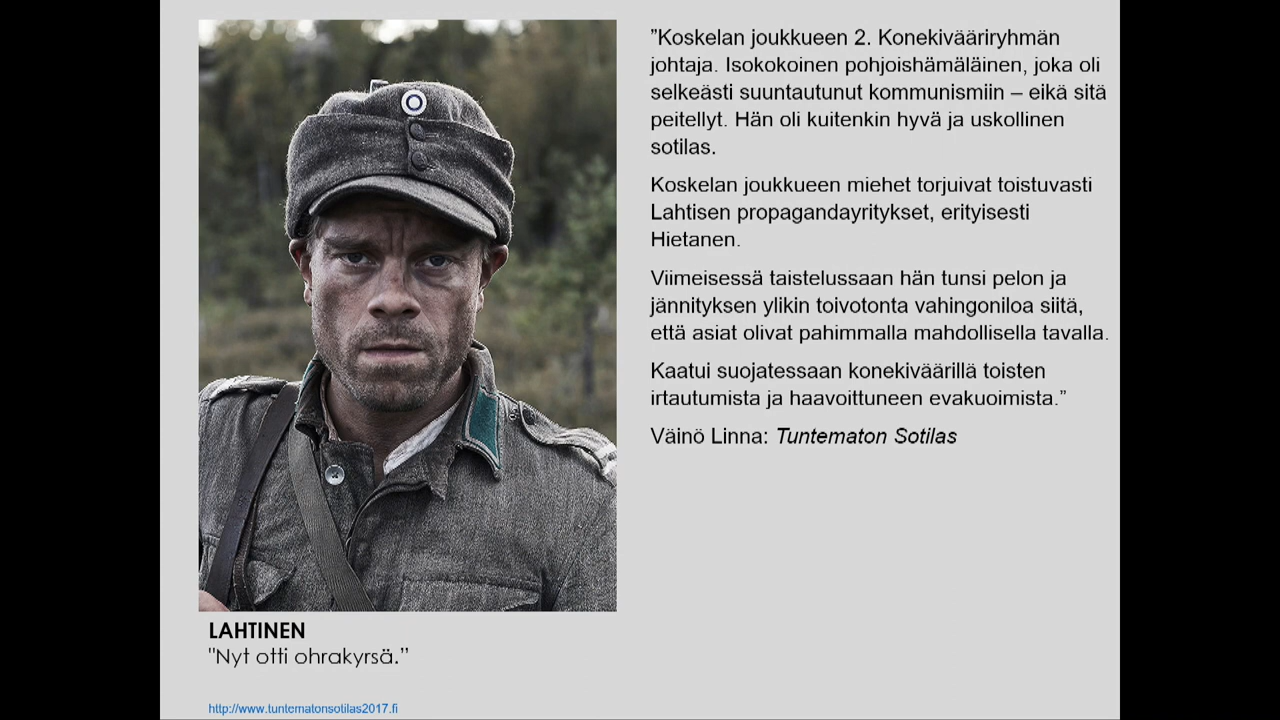 ”Koskelan joukkueen 2. Konekivääriryhmän
johtaja. Isokokoinen pohjoishämäläinen, joka oli
selkeästi suuntautunut kommunismiin – eikä sitä
peitellyt. Hän oli kuitenkin hyvä ja uskollinen
sotilas.
Koskelan joukkueen miehet torjuivat toistuvasti
Lahtisen propagandayritykset, erityisesti
Hietanen.
Viimeisessä taistelussaan hän tunsi pelon ja
jännityksen ylikin toivotonta vahingoniloa siitä,
että asiat olivat pahimmalla mahdollisella tavalla.
Kaatui suojatessaan konekiväärillä toisten
irtautumista ja haavoittuneen evakuoimista.”
Väinö Linna: Tuntematon Sotilas
LAHTINEN
"Nyt otti ohrakyrsä.”
http://www.tuntematonsotilas2017.fi